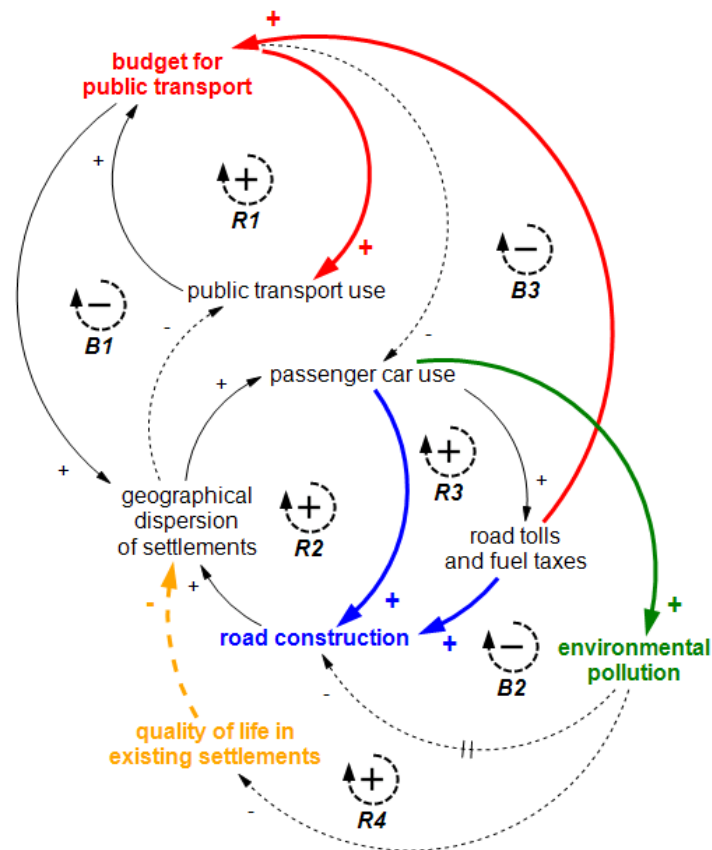 +
budget for
public transport
+
+
R1
+
+
public transport use
-
B3
-
B1
-
-
passenger car use
+
+
R3
+
+
geographical
dispersion
of settlements
+
R2
road tolls
and fuel taxes
+
-
+
+
+
road construction
-
B2
environmental
pollution
-
quality of life in
existing settlements
+
R4
-